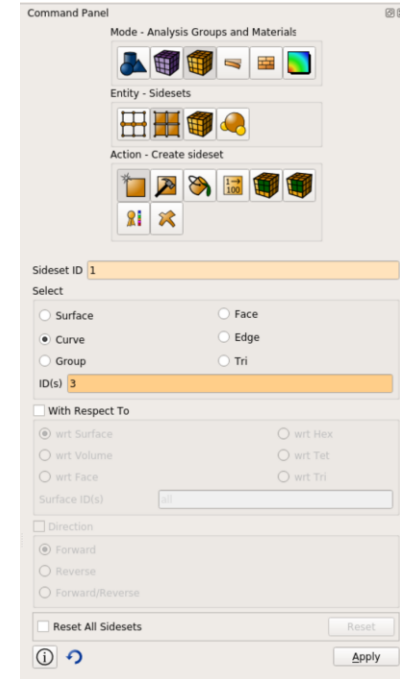 Command Panel
Mode - Analysis Groups and Materials
Entity - Sidesets
Action - Create sideset
1
100
Sideset ID 1
Select
Surface Face
Curve Edge
Group Tri
ID(s) 3
With Respect To
wrt Surface wrt Hex
wrt Volume wrt Tet
wrt Face wrt Tri
Surface ID(s) all
Direction
Forward
Reverse
Forward/Reverse
Reset All Sidesets Reset
Apply